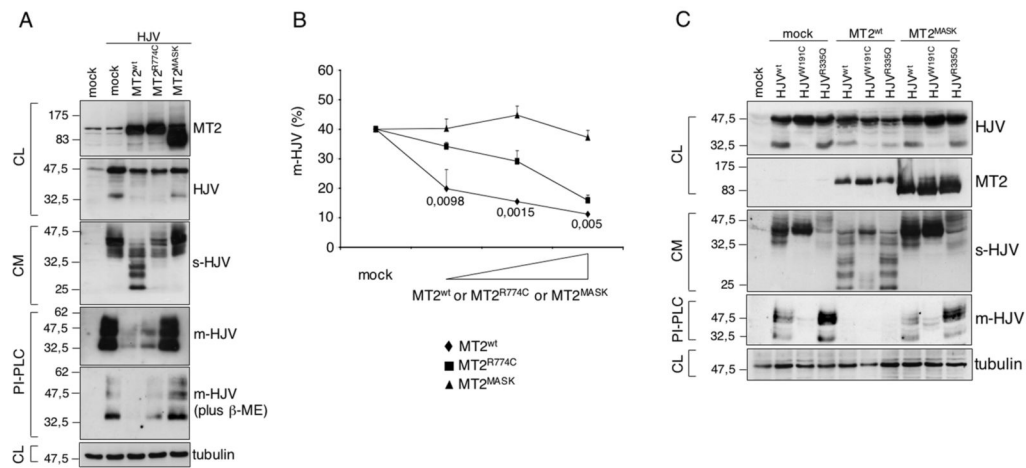 A
HJV
mock
mock
MT2wt
MT2R774C
MT2MASK
CL
175
83
MT2
47,5
32,5
HJV
CM
47,5
32,5
25
s-HJV
PI-PLC
62
47,5
32,5
m-HJV
62
47,5
32,5
m-HJV
(plus β-ME)
CL
47,5
tubulin
B
m-HJV (%)
60
50
40
30
20
10
0
0,0098
0,0015
0,005
mock
MT2wt or MT2R774C or MT2MASK
MT2wt
MT2R774C
MT2MASK
C
mock
MT2wt
MT2MASK
mock
HJVwt
HJVW191C
HJVR335Q
HJVwt
HJVW191C
HJVR335Q
HJVwt
HJVW191C
HJVR335Q
CL
47,5
32,5
HJV
175
83
MT2
CM
47,5
32,5
25
s-HJV
PI-PLC
47,5
32,5
m-HJV
CL
47,5
tubulin